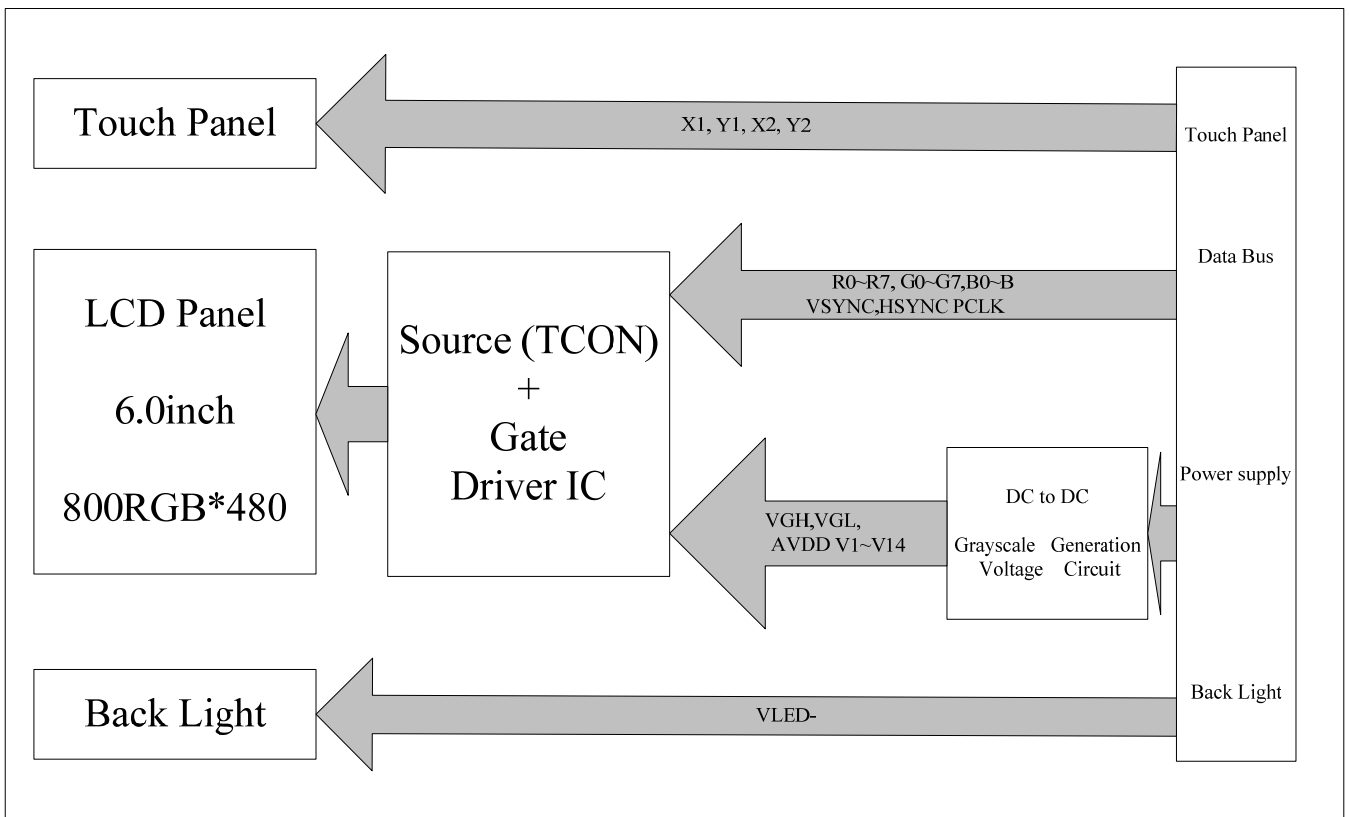 Touch Panel
X1, Y1, X2, Y2
Touch Panel
LCD Panel
6.0inch
800RGB*480
Source (TCON)
+
Gate
Driver IC
R0~R7, G0~G7,B0~B
VSYNC,HSYNC PCLK
Data Bus
VGH,VGL,
AVDD V1~V14
DC to DC
Grayscale Generation
Voltage Circuit
Power supply
Back Light
VLED-
Back Light